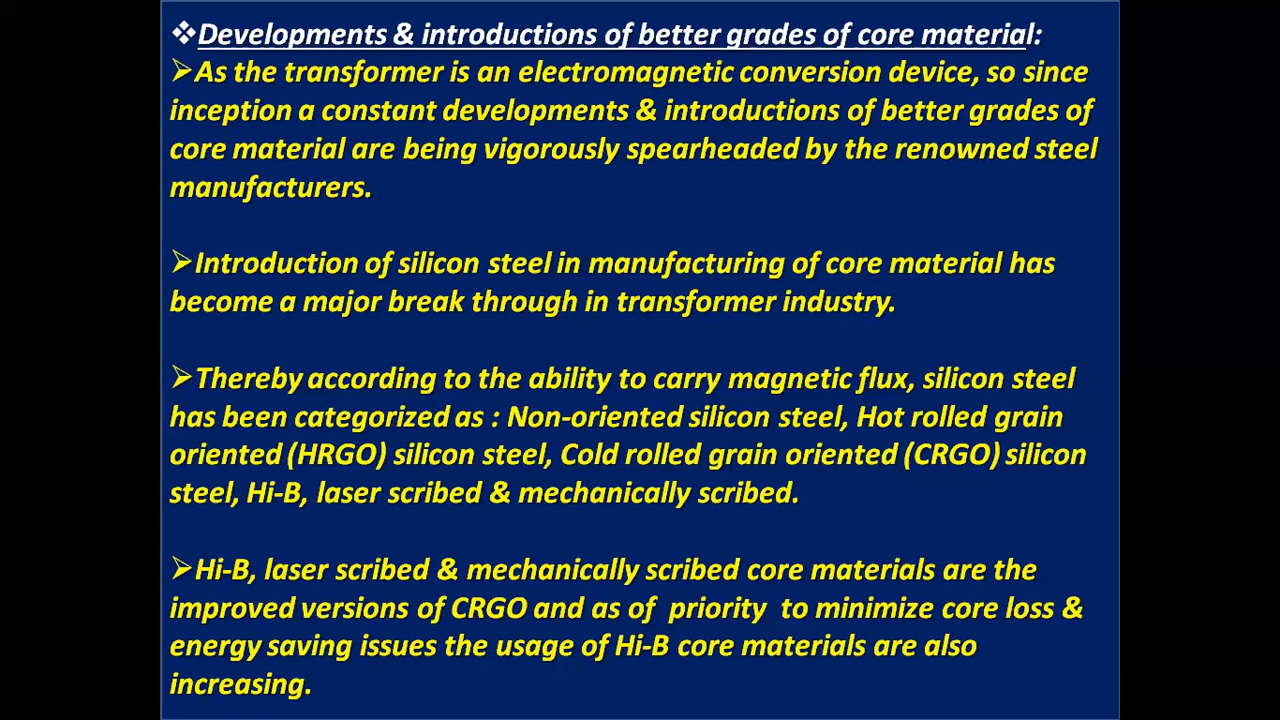 ❖Developments & introductions of better grades of core material:
➢As the transformer is an electromagnetic conversion device, so since
inception a constant developments & introductions of better grades of
core material are being vigorously spearheaded by the renowned steel
manufacturers.
➢Introduction of silicon steel in manufacturing of core material has
become a major break through in transformer industry.
➢Thereby according to the ability to carry magnetic flux, silicon steel
has been categorized as : Non-oriented silicon steel, Hot rolled grain
oriented (HRGO) silicon steel, Cold rolled grain oriented (CRGO) silicon
steel, Hi-B, laser scribed & mechanically scribed.
➢Hi-B, laser scribed & mechanically scribed core materials are the
improved versions of CRGO and as of priority to minimize core loss &
energy saving issues the usage of Hi-B core materials are also
increasing.